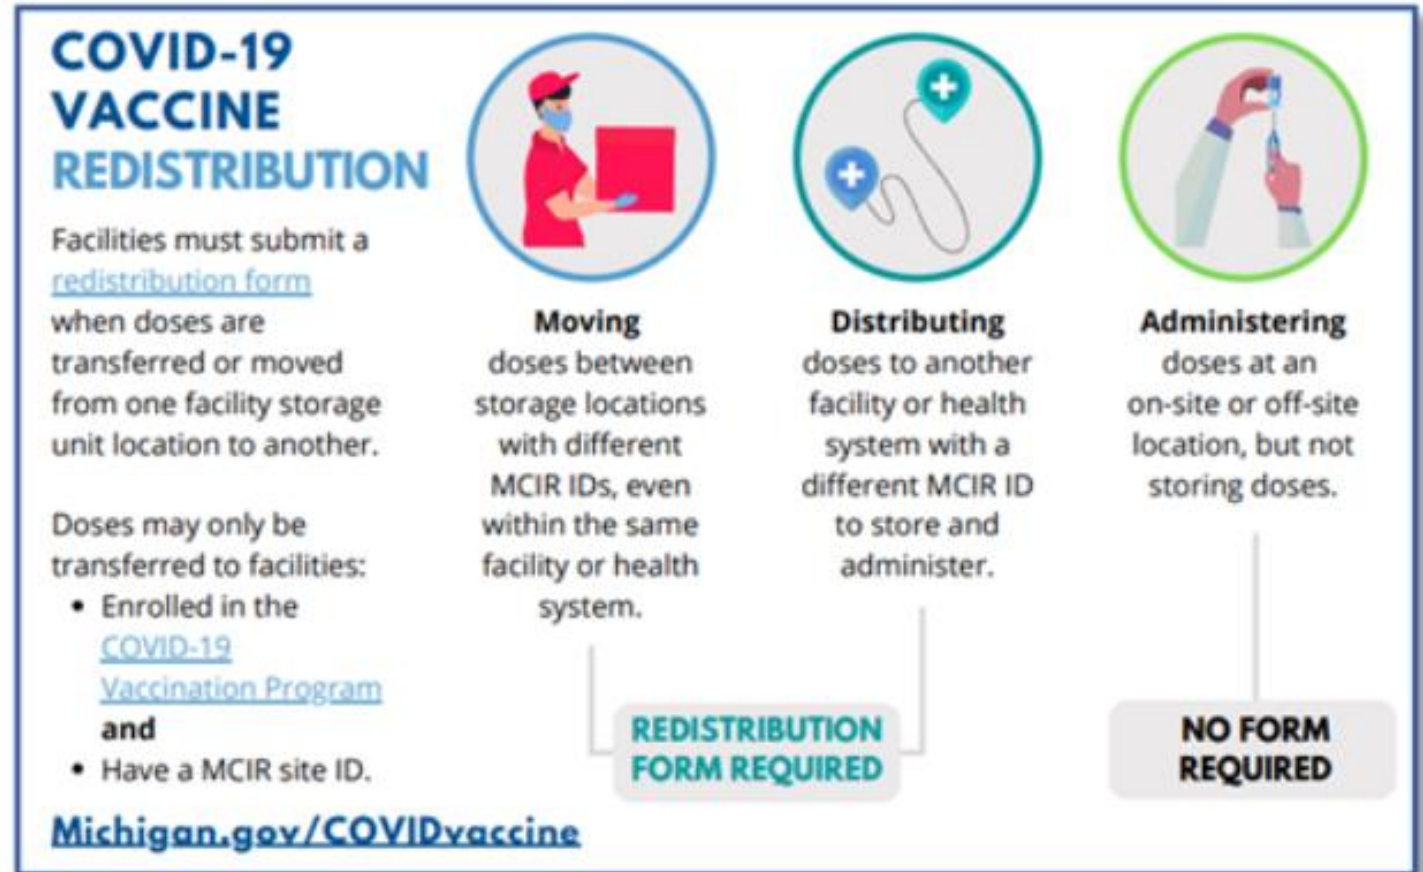 COVID-19
VACCINE
REDISTRIBUTION
Facilities must submit a
redistribution form
when doses are
transferred or moved
from one facility storage
unit location to another.
Doses may only be
transferred to facilities:
• Enrolled in the
COVID-19
Vaccination Program
and
• Have a MCIR site ID.
Michigan.gov/COVIDvaccine
Moving
doses between
storage locations
with different
MCIR IDs, even
within the same
facility or health
system.
Distributing
doses to another
facility or health
system with a
different MCIR ID
to store and
administer.
REDISTRIBUTION
FORM REQUIRED
Administering
doses at an
on-site or off-site
location, but not
storing doses.
NO FORM
REQUIRED